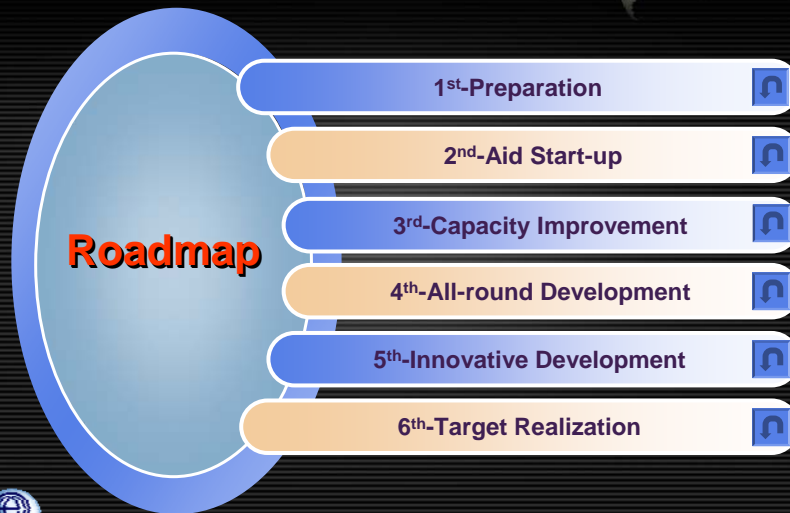 1st-Preparation
2nd-Aid Start-up
3rd-Capacity Improvement
Roadmap
4th-All-round Development
5th-Innovative Development
6th-Target Realization